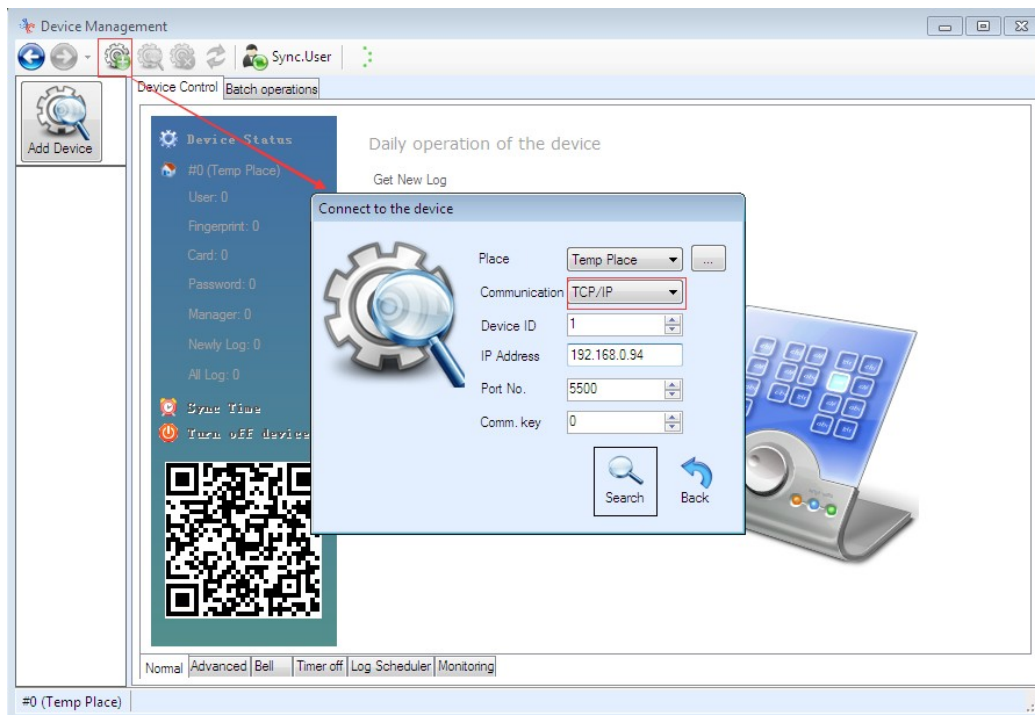 Device Management
Sync.User
Add Device
Device Control Batch operations
Device Status
#0 (Temp Place)
User: 0
Fingerprint: 0
Card: 0
Password: 0
Manager: 0
Newly Log: 0
All Log: 0
Sync Time
Turn off device
Daily operation of the device
Get New Log
Connect to the device
Place Temp Place ...
Communication TCP/IP
Device ID 1
IP Address 192.168.0.94
Port No. 5500
Comm. key 0
Search Back
Normal Advanced Bell Timer off Log Scheduler Monitoring
#0 (Temp Place)